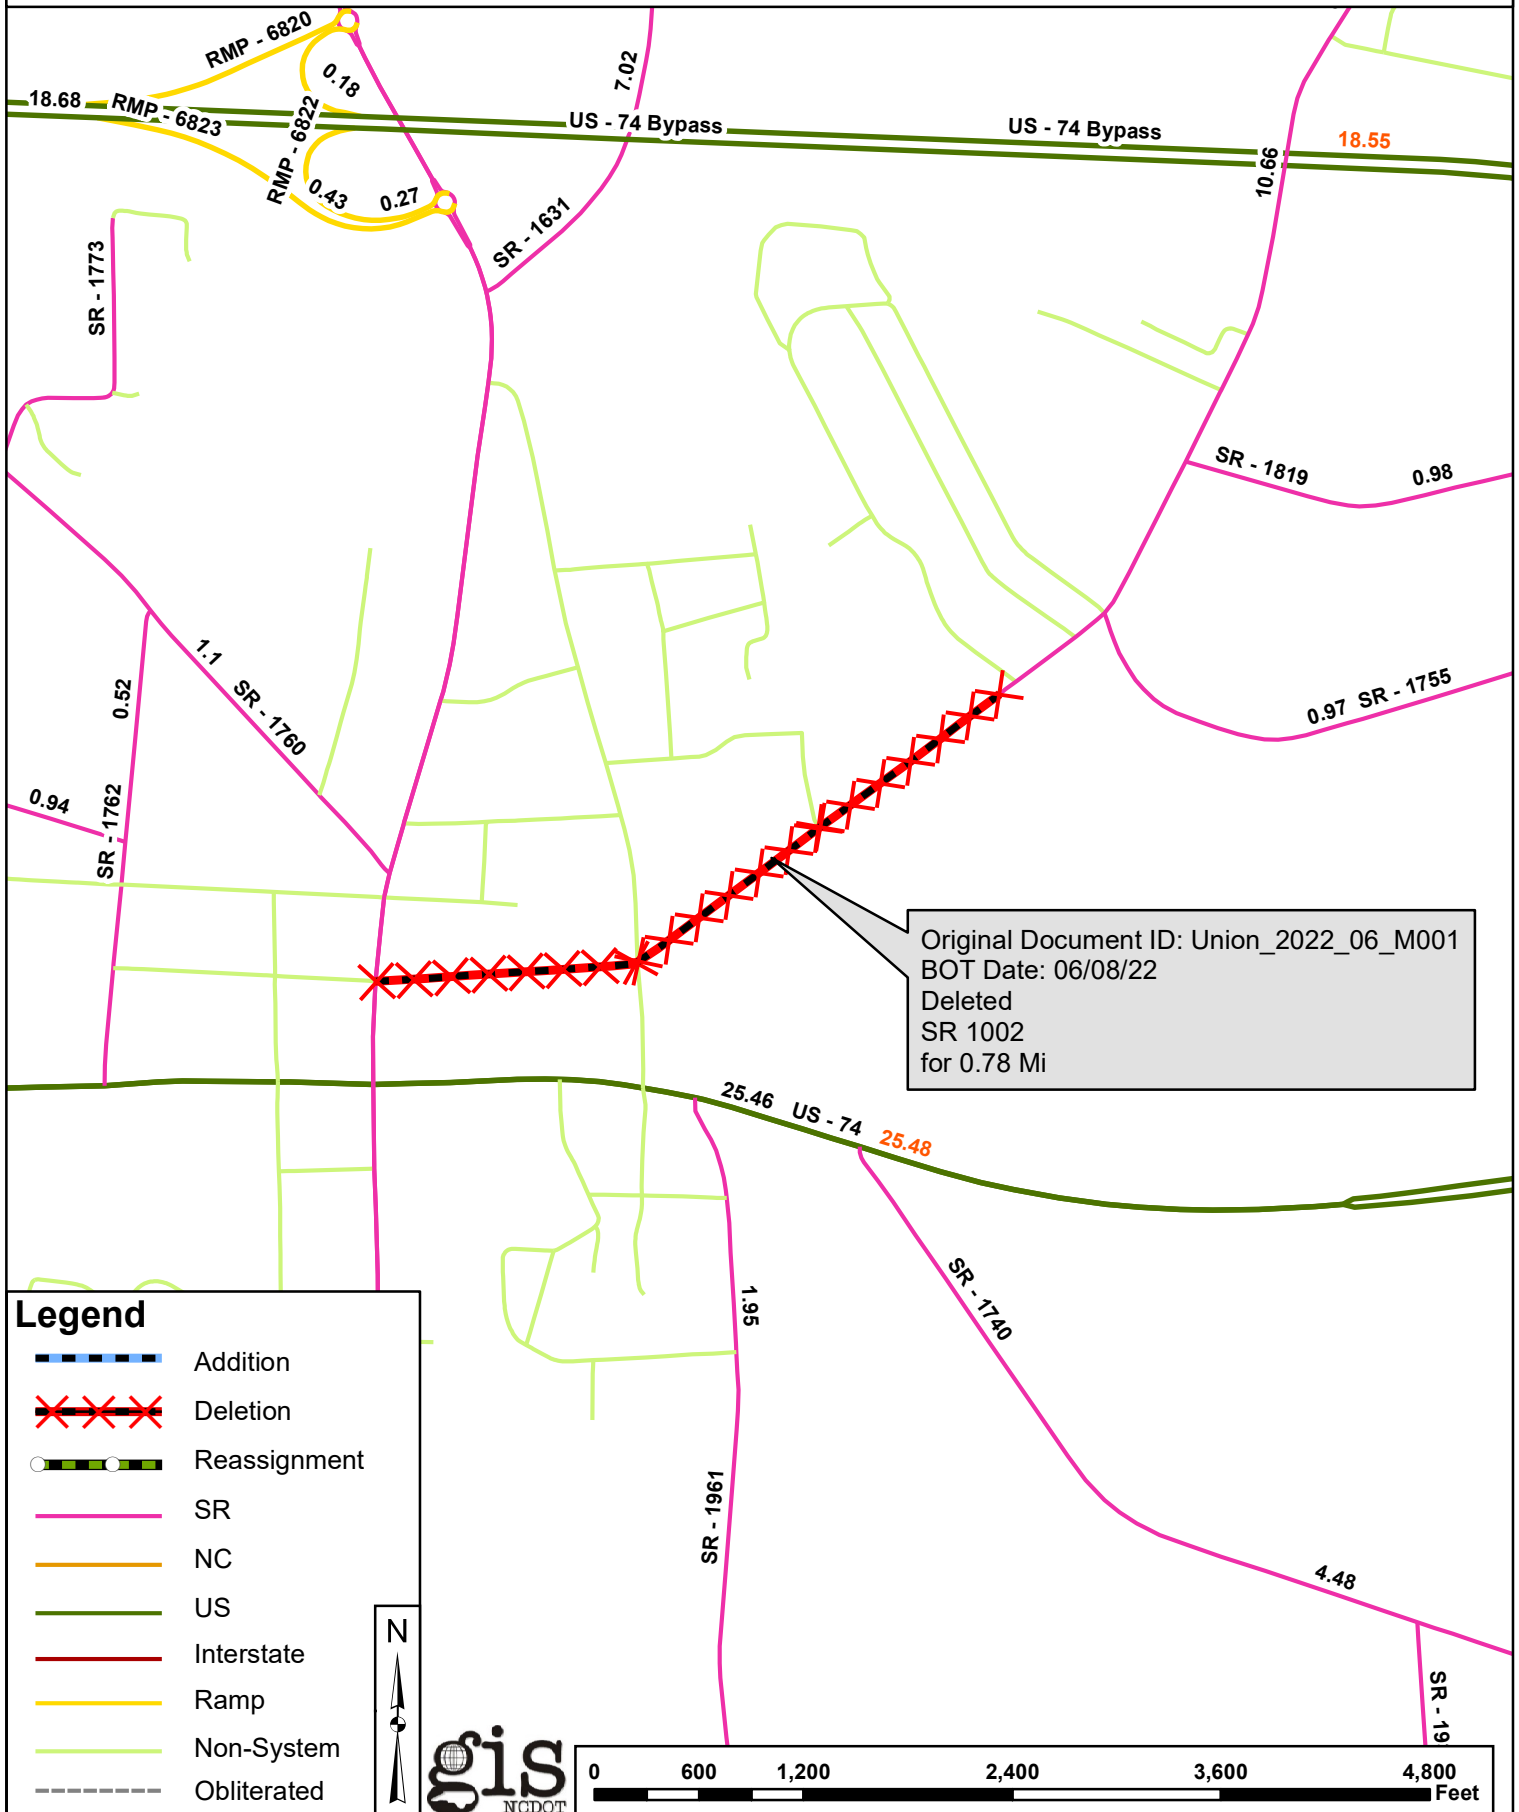 RMP - 6820
7.02
0.18
18.68
RMP - 6823
RMP - 6822
US - 74 Bypass
US - 74 Bypass
18.55
10.66
0.43
0.27
SR - 1631
SR - 1773
SR - 1819
0.98
1.1
SR - 1760
0.52
0.97 SR - 1755
0.94
SR - 1762
Original Document ID: Union_2022_06_M001
BOT Date: 06/08/22
Deleted
SR 1002
for 0.78 Mi
25.46
US - 74
25.48
SR - 1740
1.95
SR - 1961
4.48
SR - 19
Legend
Addition
Deletion
Reassignment
SR
NC
US
Interstate
Ramp
Non-System
Obliterated
N
gis
NCDOT
0 600 1,200 2,400 3,600 4,800
Feet